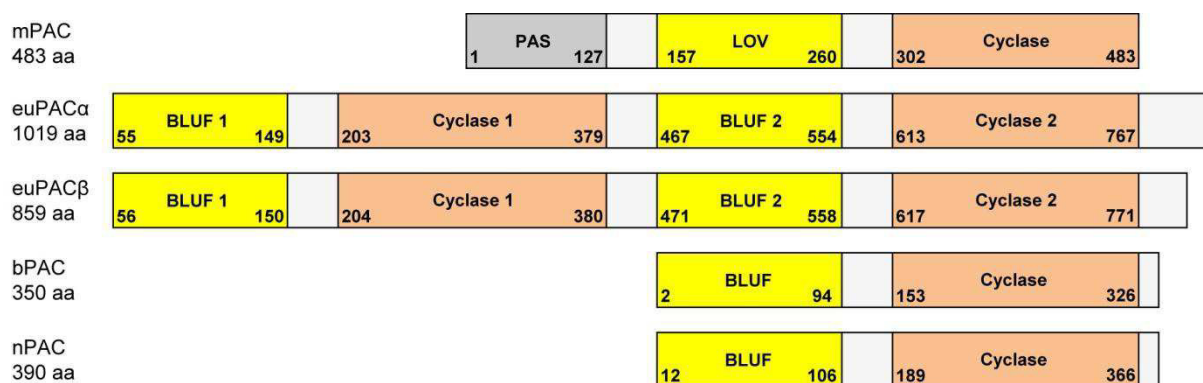 mPAC
483 aa
PAS
1 127
LOV
157 260
Cyclase
302 483
euPACα
1019 aa
BLUF 1
55 149
Cyclase 1
203 379
BLUF 2
467 554
Cyclase 2
613 767
euPACβ
859 aa
BLUF 1
56 150
Cyclase 1
204 380
BLUF 2
471 558
Cyclase 2
617 771
bPAC
350 aa
BLUF
2 94
Cyclase
153 326
nPAC
390 aa
BLUF
12 106
Cyclase
189 366